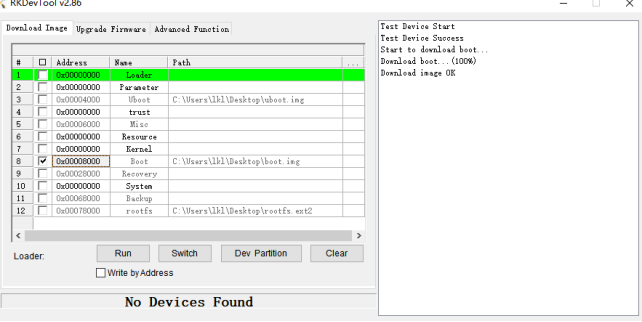 RKDevTool v2.86
Download Image Upgrade Firmware Advanced Function
# Address Name Path ...
1 0x00000000 Loader
2 0x00000000 Parameter
3 0x00004000 Uboot C:\Users\lkl\Desktop\uboot.img
4 0x00000000 trust
5 0x00006000 Misc
6 0x00000000 Resource
7 0x00000000 Kernel
8 0x00008000 Boot C:\Users\lkl\Desktop\boot.img
9 0x00028000 Recovery
10 0x00000000 System
11 0x00068000 Backup
12 0x00078000 rootfs C:\Users\lkl\Desktop\rootfs.ext2
Loader: Run Switch Dev Partition Clear
Write by Address
No Devices Found
Test Device Start
Test Device Success
Start to download boot...
Download boot...(100%)
Download image OK